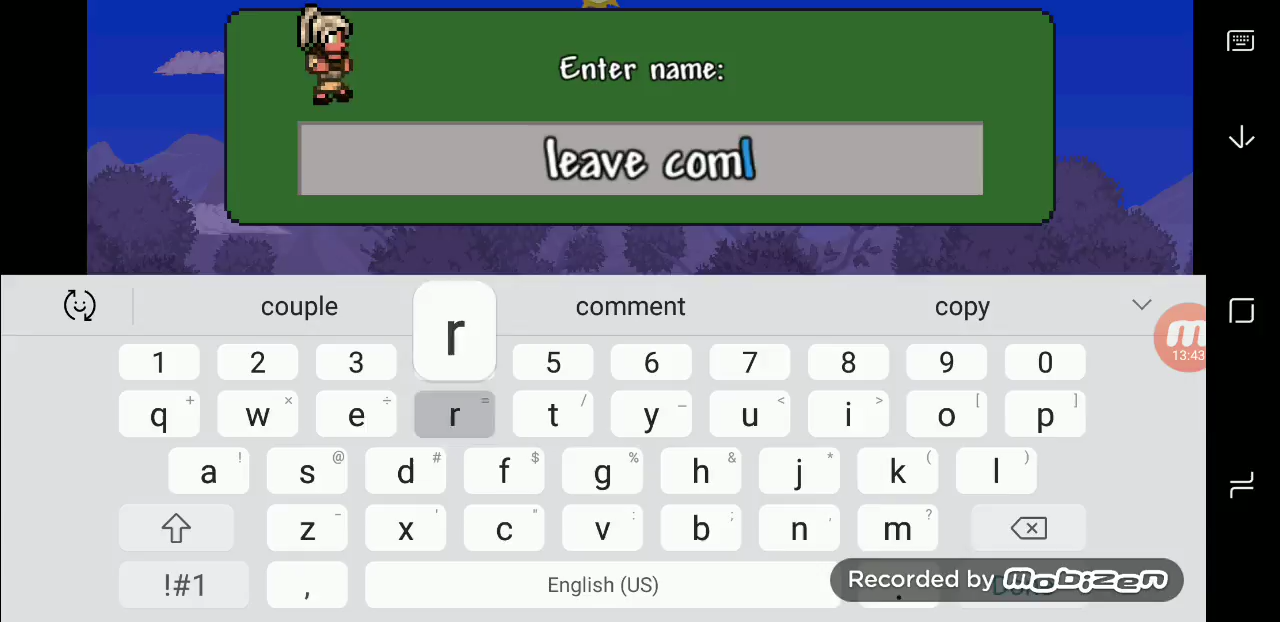 Enter name:
leave com
couple r comment copy
13:43
1 2 3 5 6 7 8 9 0
q + w × e ÷ r = t / y _ u < i > o [ p ]
a ! s @ d # f $ g % h & j * k ( l )
z - x ' c " v : b ; n , m ?
!#1 , English (US) .
Recorded by mobizen